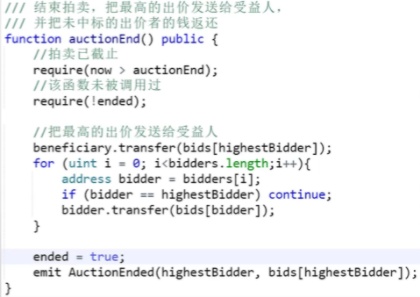 /// 结束拍卖，把最高的出价发送给受益人，
/// 并把未中标的出价者的钱返还
function auctionEnd() public {
//拍卖已截止
require(now > auctionEnd);
//该函数未被调用过
require(!ended);
//把最高的出价发送给受益人
beneficiary.transfer(bids[highestBidder]);
for (uint i = 0; i<bidders.length;i++){
address bidder = bidders[i];
if (bidder == highestBidder) continue;
bidder.transfer(bids[bidder]);
}
ended = true;
emit AuctionEnded(highestBidder, bids[highestBidder]);
}